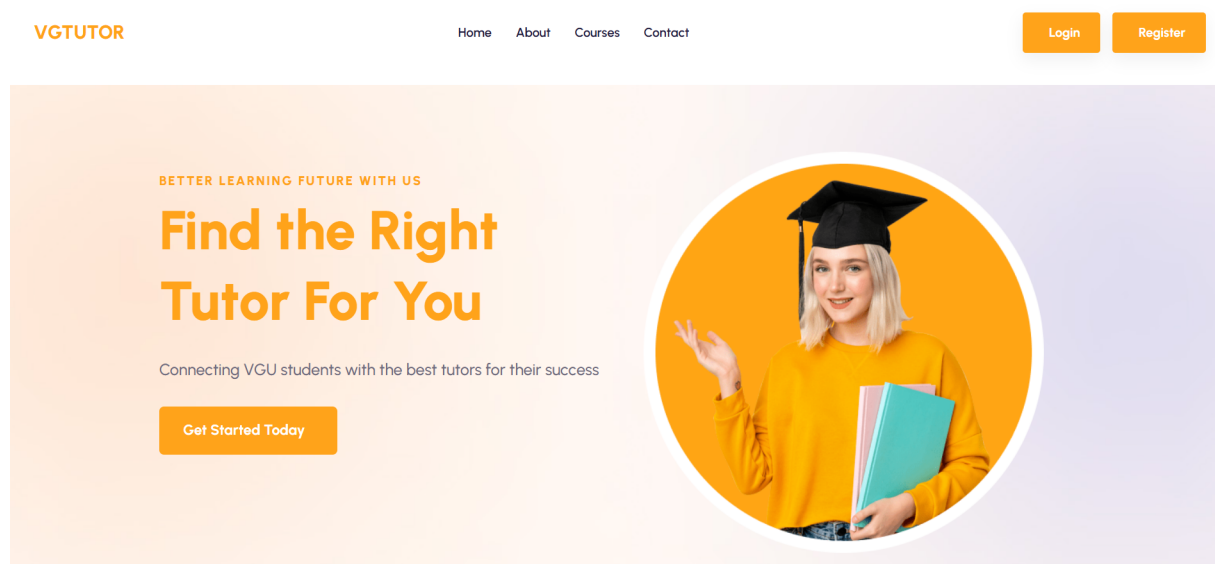 VGTUTOR
Home About Courses Contact
Login Register
BETTER LEARNING FUTURE WITH US
Find the Right
Tutor For You
Connecting VGU students with the best tutors for their success
Get Started Today